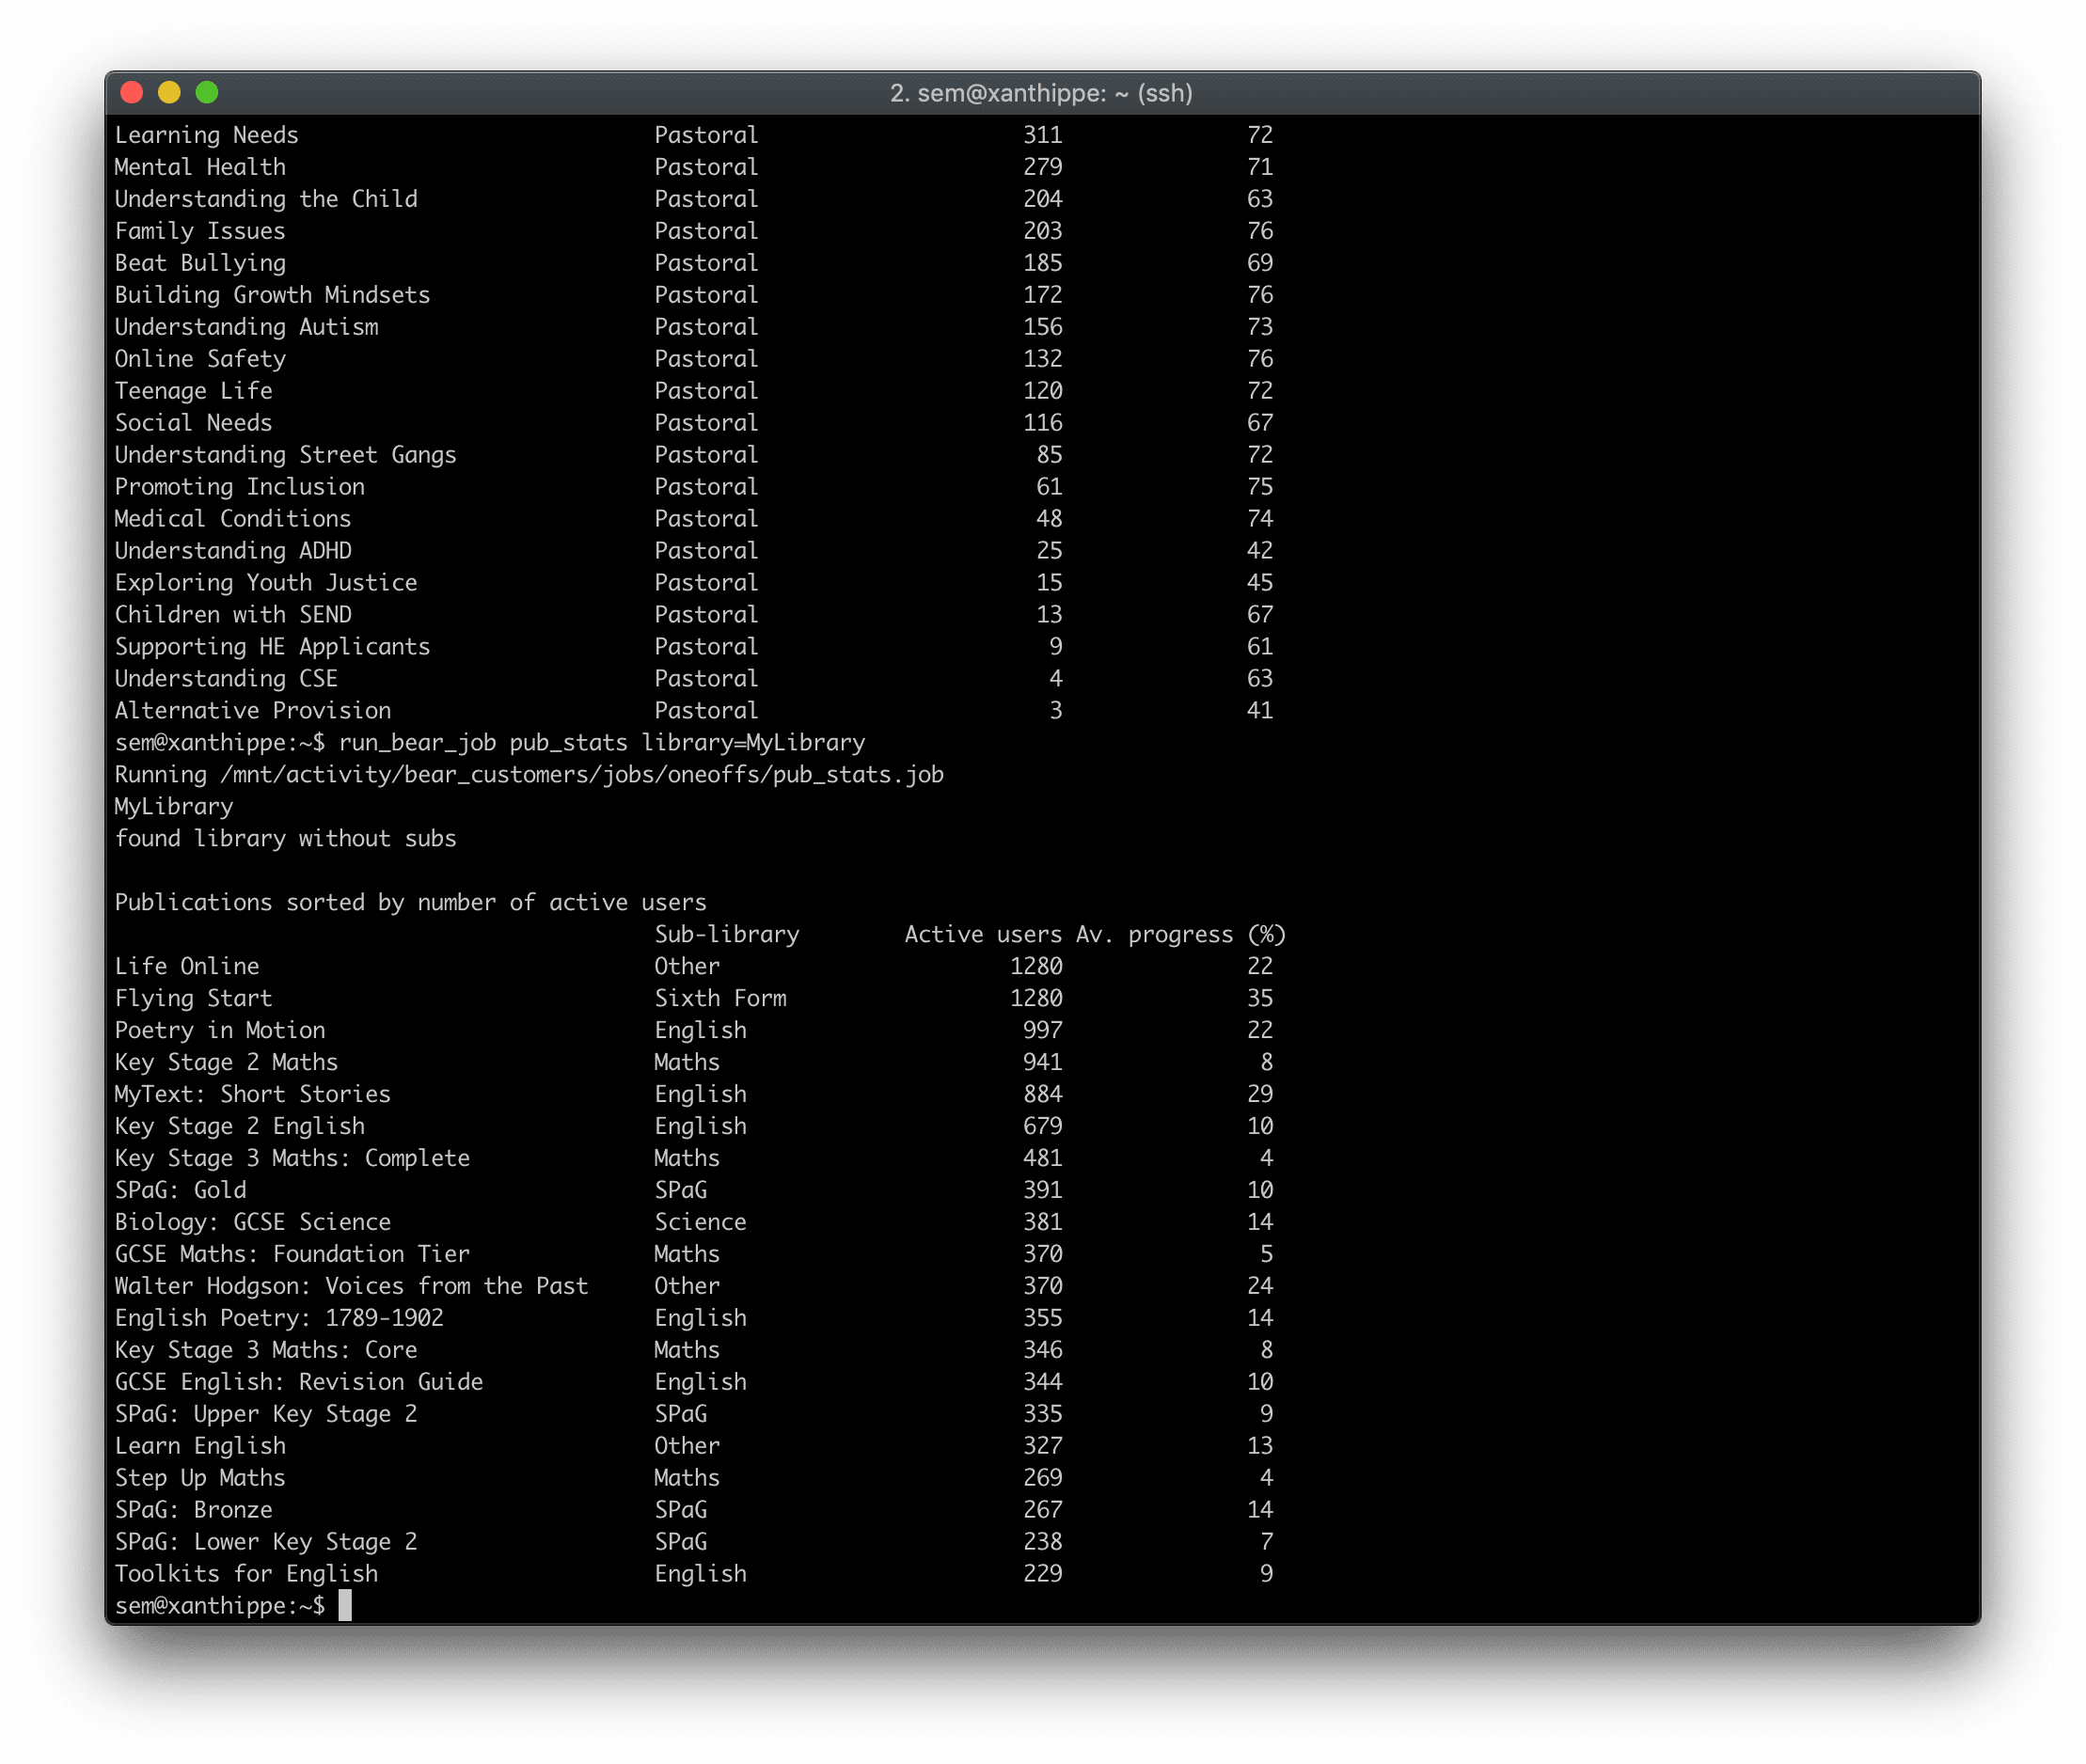 2. sem@xanthippe: ~ (ssh)
Learning Needs Pastoral 311 72
Mental Health Pastoral 279 71
Understanding the Child Pastoral 204 63
Family Issues Pastoral 203 76
Beat Bullying Pastoral 185 69
Building Growth Mindsets Pastoral 172 76
Understanding Autism Pastoral 156 73
Online Safety Pastoral 132 76
Teenage Life Pastoral 120 72
Social Needs Pastoral 116 67
Understanding Street Gangs Pastoral 85 72
Promoting Inclusion Pastoral 61 75
Medical Conditions Pastoral 48 74
Understanding ADHD Pastoral 25 42
Exploring Youth Justice Pastoral 15 45
Children with SEND Pastoral 13 67
Supporting HE Applicants Pastoral 9 61
Understanding CSE Pastoral 4 63
Alternative Provision Pastoral 3 41
sem@xanthippe:~$ run_bear_job pub_stats library=MyLibrary
Running /mnt/activity/bear_customers/jobs/oneoffs/pub_stats.job
MyLibrary
found library without subs
Publications sorted by number of active users
Sub-library Active users Av. progress (%)
Life Online Other 1280 22
Flying Start Sixth Form 1280 35
Poetry in Motion English 997 22
Key Stage 2 Maths Maths 941 8
MyText: Short Stories English 884 29
Key Stage 2 English English 679 10
Key Stage 3 Maths: Complete Maths 481 4
SPaG: Gold SPaG 391 10
Biology: GCSE Science Science 381 14
GCSE Maths: Foundation Tier Maths 370 5
Walter Hodgson: Voices from the Past Other 370 24
English Poetry: 1789-1902 English 355 14
Key Stage 3 Maths: Core Maths 346 8
GCSE English: Revision Guide English 344 10
SPaG: Upper Key Stage 2 SPaG 335 9
Learn English Other 327 13
Step Up Maths Maths 269 4
SPaG: Bronze SPaG 267 14
SPaG: Lower Key Stage 2 SPaG 238 7
Toolkits for English English 229 9
sem@xanthippe:~$